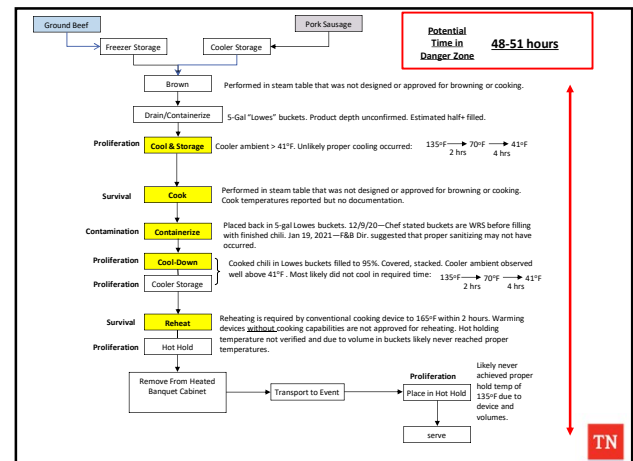 Ground Beef
Pork Sausage
Potential
Time in
Danger Zone
48-51 hours
Freezer Storage
Cooler Storage
Brown
Performed in steam table that was not designed or approved for browning or cooking.
Drain/Containerize
5-Gal “Lowes” buckets. Product depth unconfirmed. Estimated half+ filled.
Proliferation
Cool & Storage
Cooler ambient > 41°F. Unlikely proper cooling occurred:
135°F 70°F 41°F
2 hrs 4 hrs
Survival
Cook
Performed in steam table that was not designed or approved for browning or cooking.
Cook temperatures reported but no documentation.
Contamination
Containerize
Placed back in 5-gal Lowes buckets. 12/9/20—Chef stated buckets are WRS before filling
with finished chili. Jan 19, 2021—F&B Dir. suggested that proper sanitizing may not have
occurred.
Proliferation
Cool-Down
Cooked chili in Lowes buckets filled to 95%. Covered, stacked. Cooler ambient observed
well above 41°F . Most likely did not cool in required time:
135°F 70°F 41°F
2 hrs 4 hrs
Proliferation
Cooler Storage
Survival
Reheat
Reheating is required by conventional cooking device to 165°F within 2 hours. Warming
devices without cooking capabilities are not approved for reheating. Hot holding
temperature not verified and due to volume in buckets likely never reached proper
temperatures.
Proliferation
Hot Hold
Remove From Heated
Banquet Cabinet
Transport to Event
Proliferation
Place in Hot Hold
Likely never
achieved proper
hold temp of
135°F due to
device and
volumes.
serve
TN